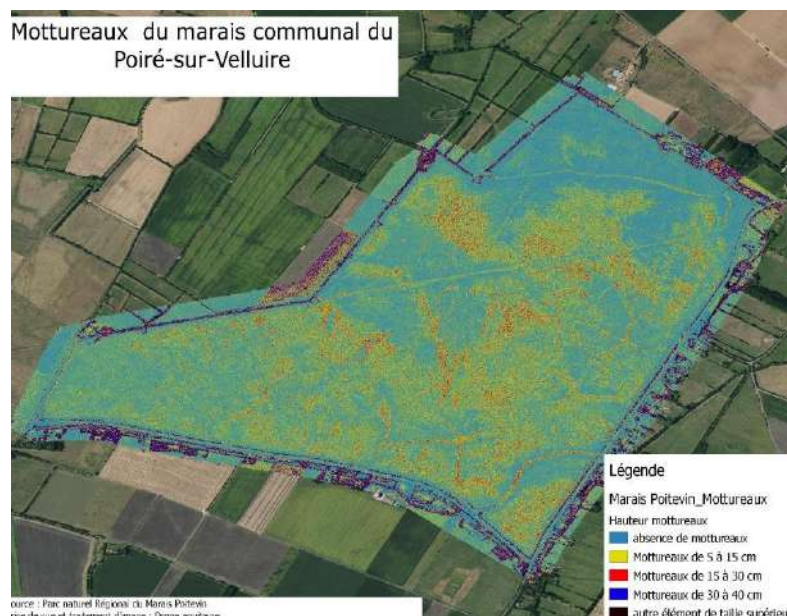 Mottureaux du marais communal du
Poiré-sur-Velluire
Légende
Marais Poitevin_Mottureaux
Hauteur mottureaux
absence de mottureaux
Mottureaux de 5 à 15 cm
Mottureaux de 15 à 30 cm
Mottureaux de 30 à 40 cm
autre élément de taille supérieur
ource : Parc naturel Régional du Marais Poitevin